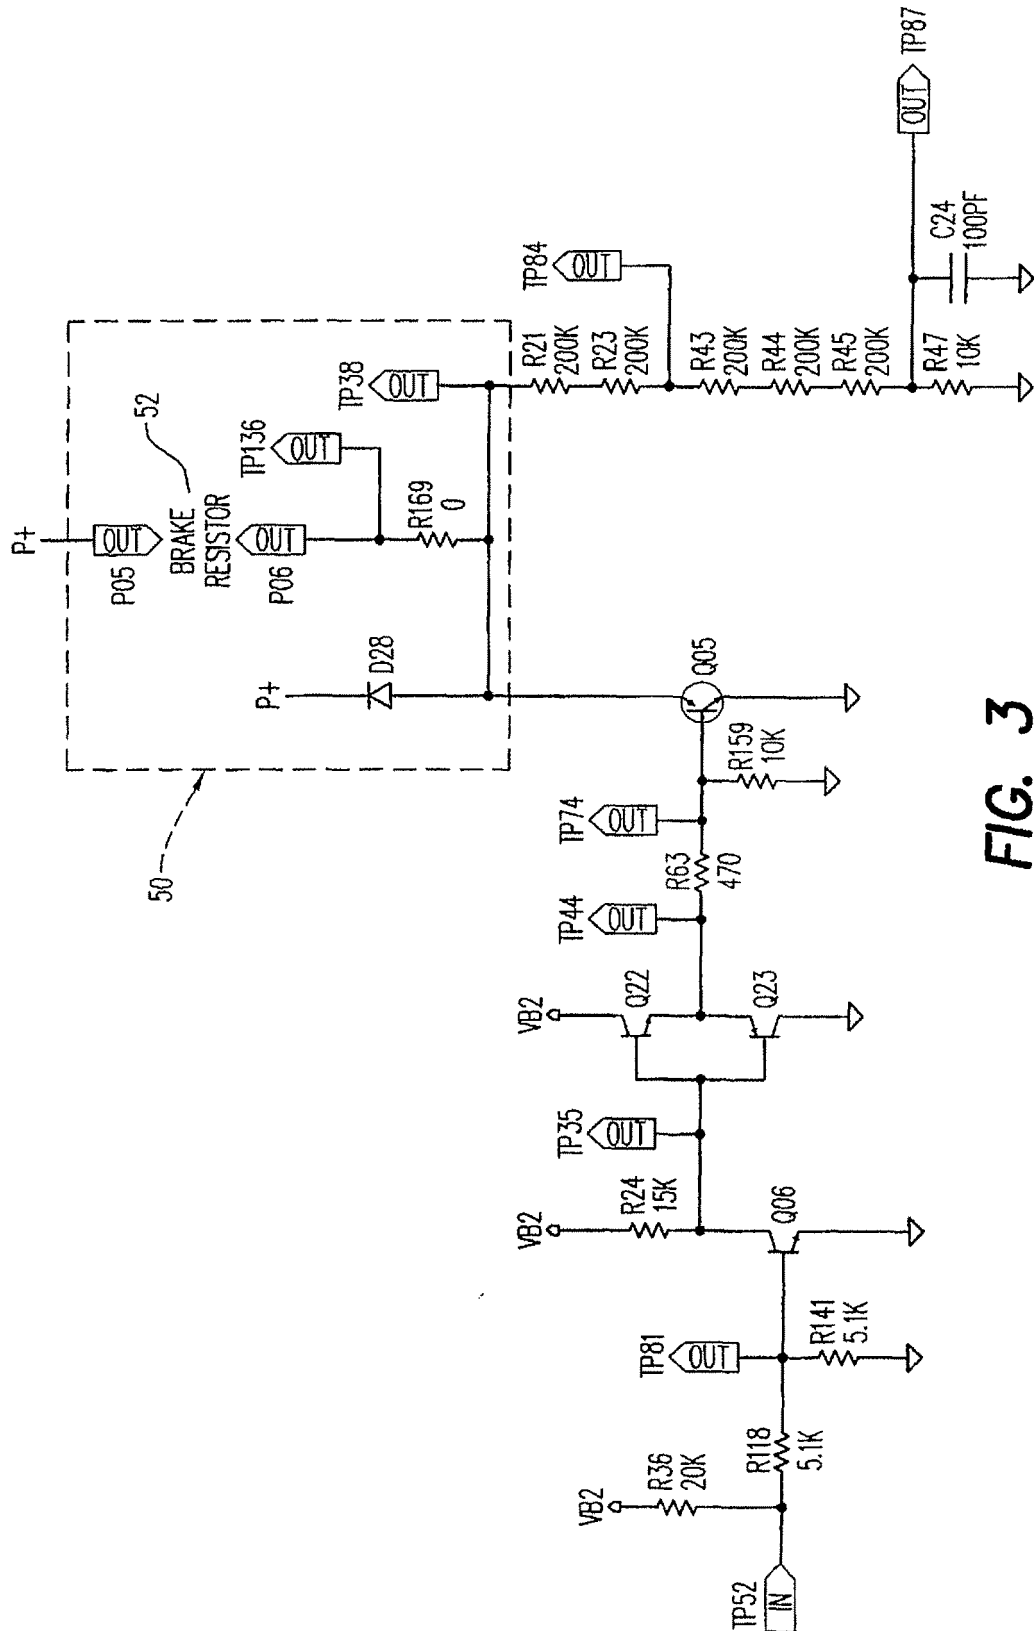 P+
P05
OUT
BRAKE
RESISTOR
52
P06
OUT
TP136
OUT
R169
0
TP38
OUT
P+
D28
50
R21
200K
R23
200K
TP84
OUT
R43
200K
R44
200K
R45
200K
R47
10K
C24
100PF
OUT
TP87
Q05
R159
10K
TP74
OUT
R63
470
TP44
OUT
VB2
Q22
Q23
TP35
OUT
VB2
R24
15K
Q06
TP81
OUT
R141
5.1K
R118
5.1K
VB2
R36
20K
TP52
IN
FIG. 3